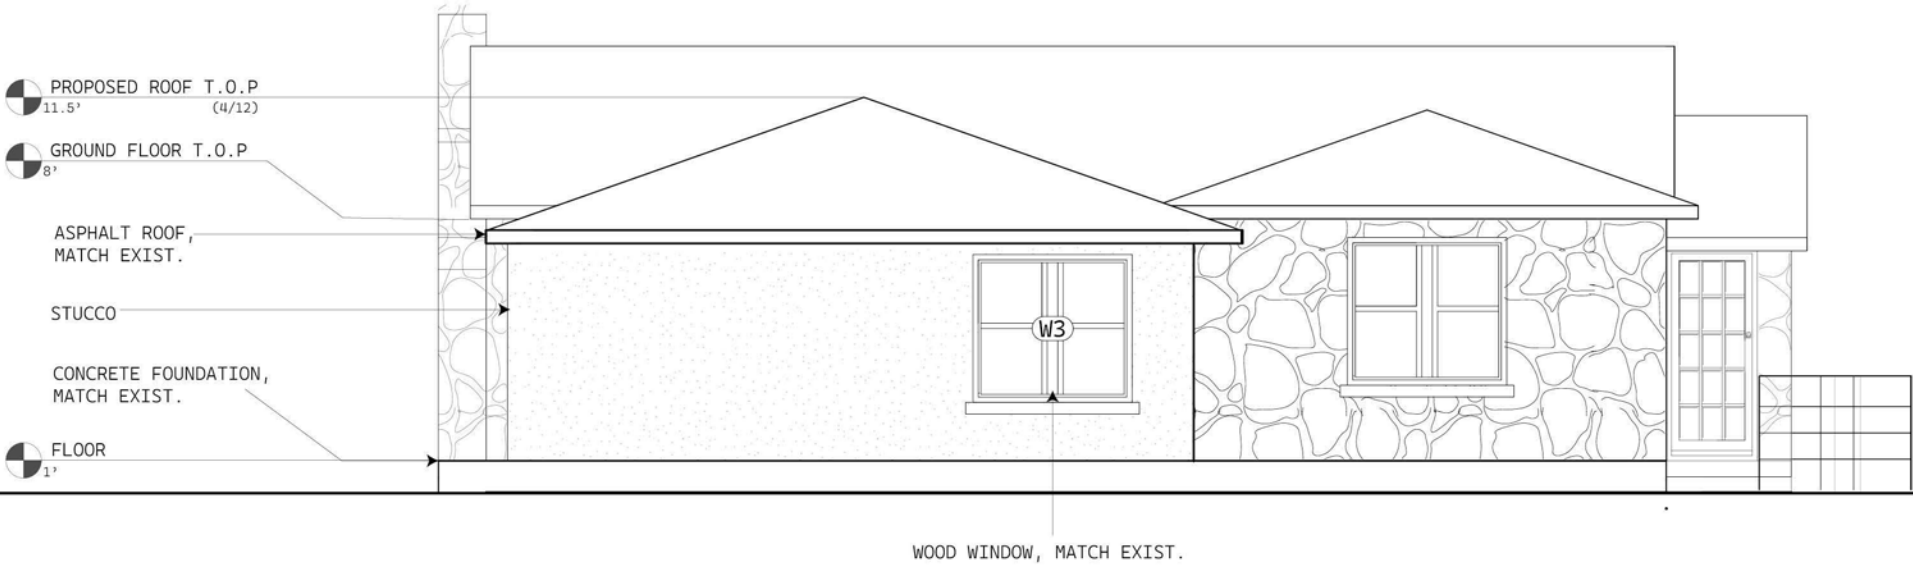 PROPOSED ROOF T.O.P
11.5' (4/12)
GROUND FLOOR T.O.P
8'
ASPHALT ROOF,
MATCH EXIST.
STUCCO
W3
CONCRETE FOUNDATION,
MATCH EXIST.
FLOOR
1'
WOOD WINDOW, MATCH EXIST.